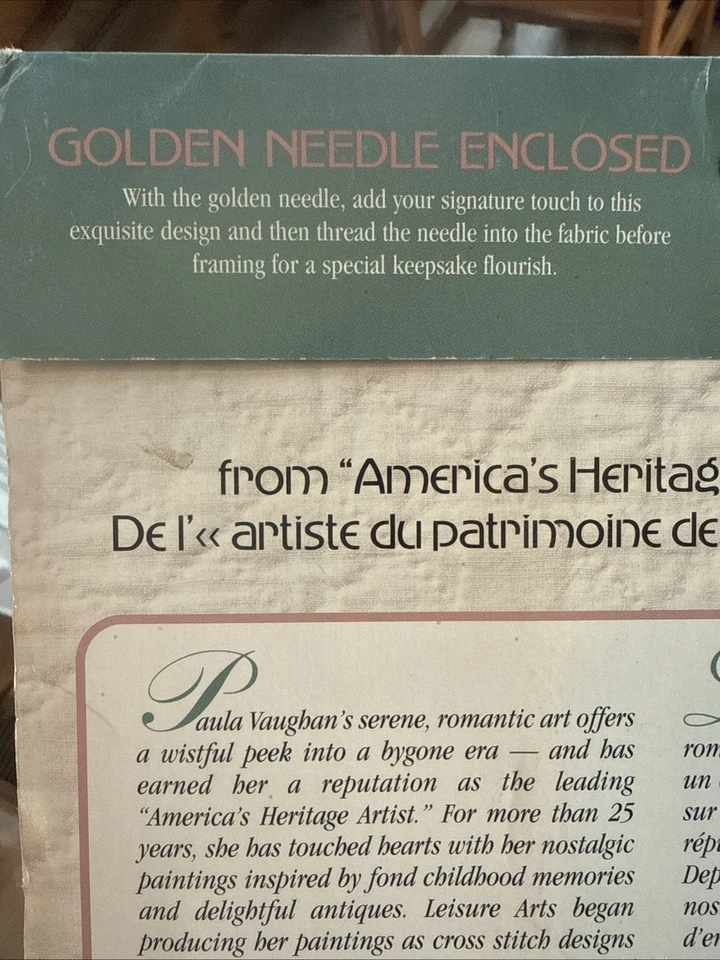 GOLDEN NEEDLE ENCLOSED
With the golden needle, add your signature touch to this
exquisite design and then thread the needle into the fabric before
framing for a special keepsake flourish.
from “America’s Heritag
De l’‹‹ artiste du patrimoine de
Paula Vaughan’s serene, romantic art offers
a wistful peek into a bygone era — and has
earned her a reputation as the leading
“America’s Heritage Artist.” For more than 25
years, she has touched hearts with her nostalgic
paintings inspired by fond childhood memories
and delightful antiques. Leisure Arts began
producing her paintings as cross stitch designs
rom
un
sur
répu
Dep
nos
d’en